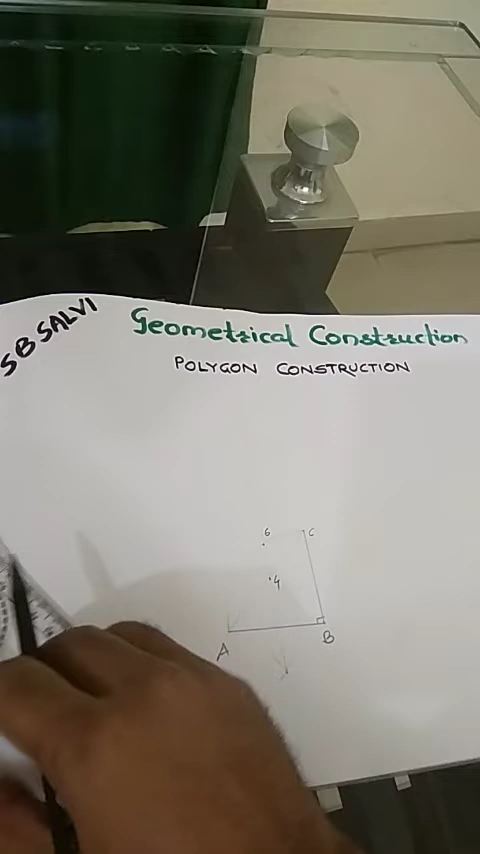 SB SALVI
Geometrical Construction
POLYGON CONSTRUCTION
6 C
4
A B